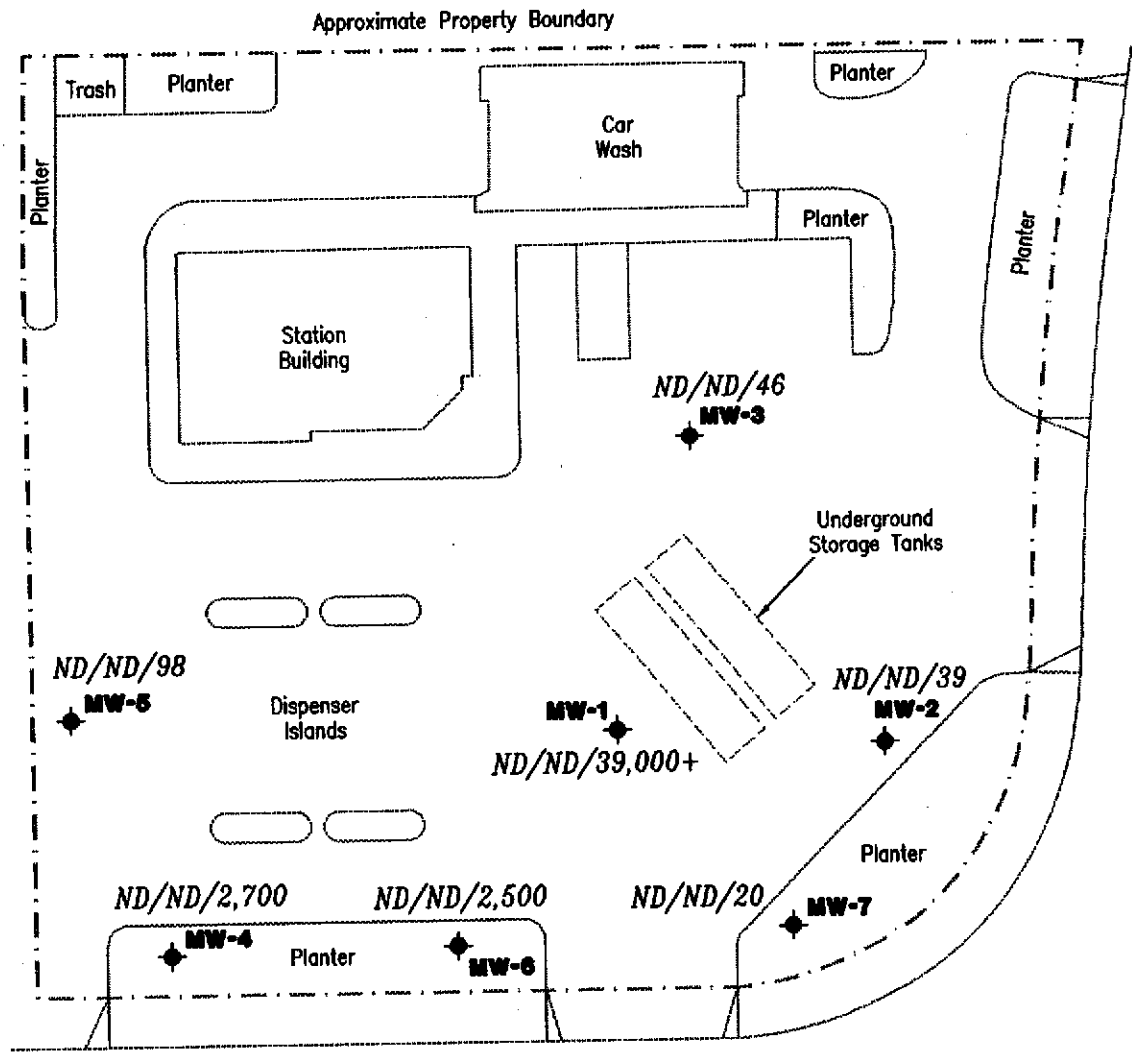 Approximate Property Boundary
Trash
Planter
Planter
Car
Wash
Planter
Planter
Planter
Station
Building
ND/ND/46
MW-3
Underground
Storage Tanks
ND/ND/98
MW-5
Dispenser
Islands
MW-1
ND/ND/39,000+
ND/ND/39
MW-2
Planter
ND/ND/2,700
MW-4
Planter
ND/ND/2,500
MW-6
ND/ND/20
MW-7